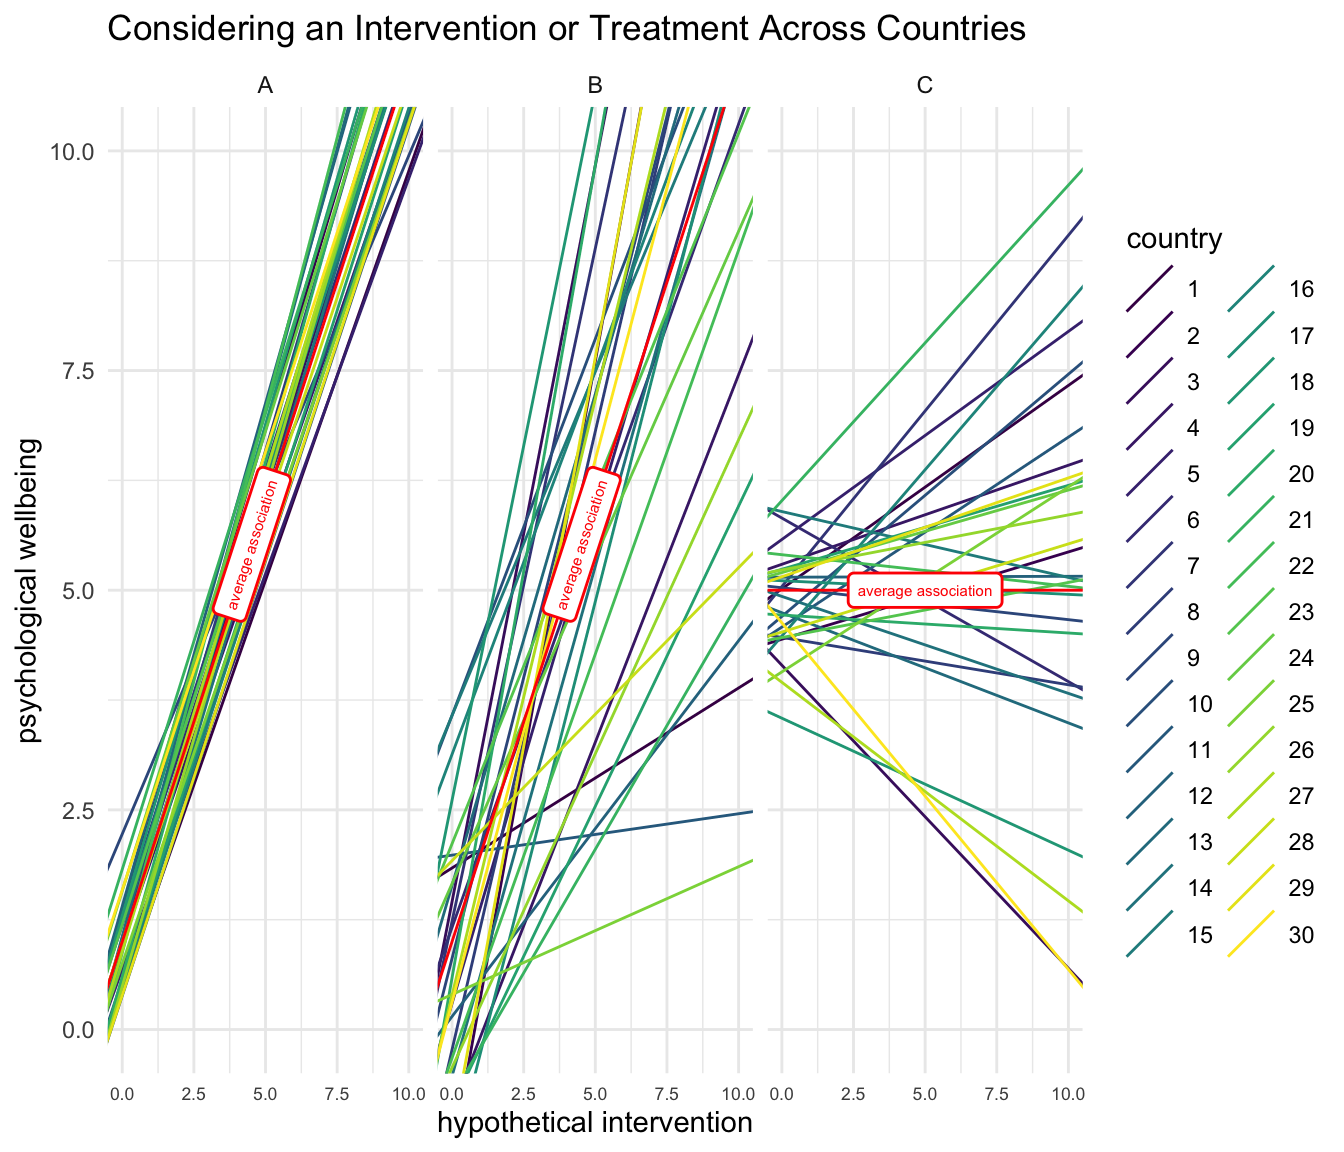 Considering an Intervention or Treatment Across Countries
A B C
psychological wellbeing
10.0
7.5
5.0
2.5
0.0
average association
average association
average association
0.0 2.5 5.0 7.5 10.0 0.0 2.5 5.0 7.5 10.0 0.0 2.5 5.0 7.5 10.0
hypothetical intervention
country
1 16
2 17
3 18
4 19
5 20
6 21
7 22
8 23
9 24
10 25
11 26
12 27
13 28
14 29
15 30